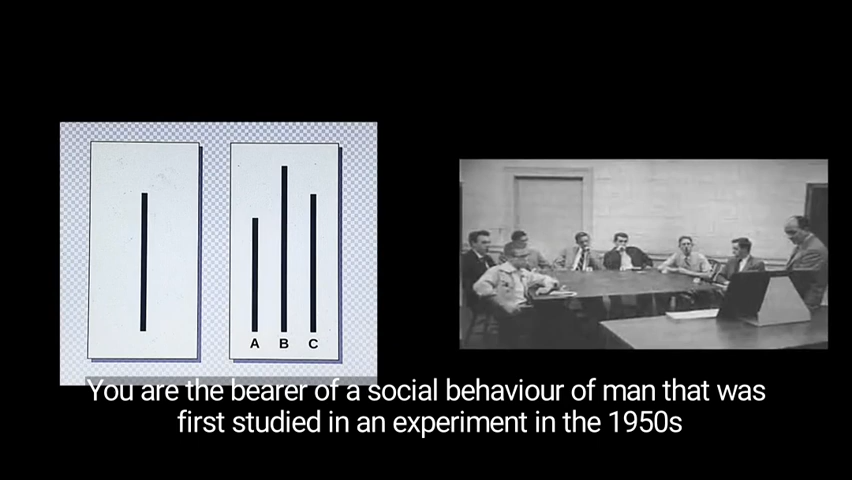 A B C
You are the bearer of a social behaviour of man that was
first studied in an experiment in the 1950s